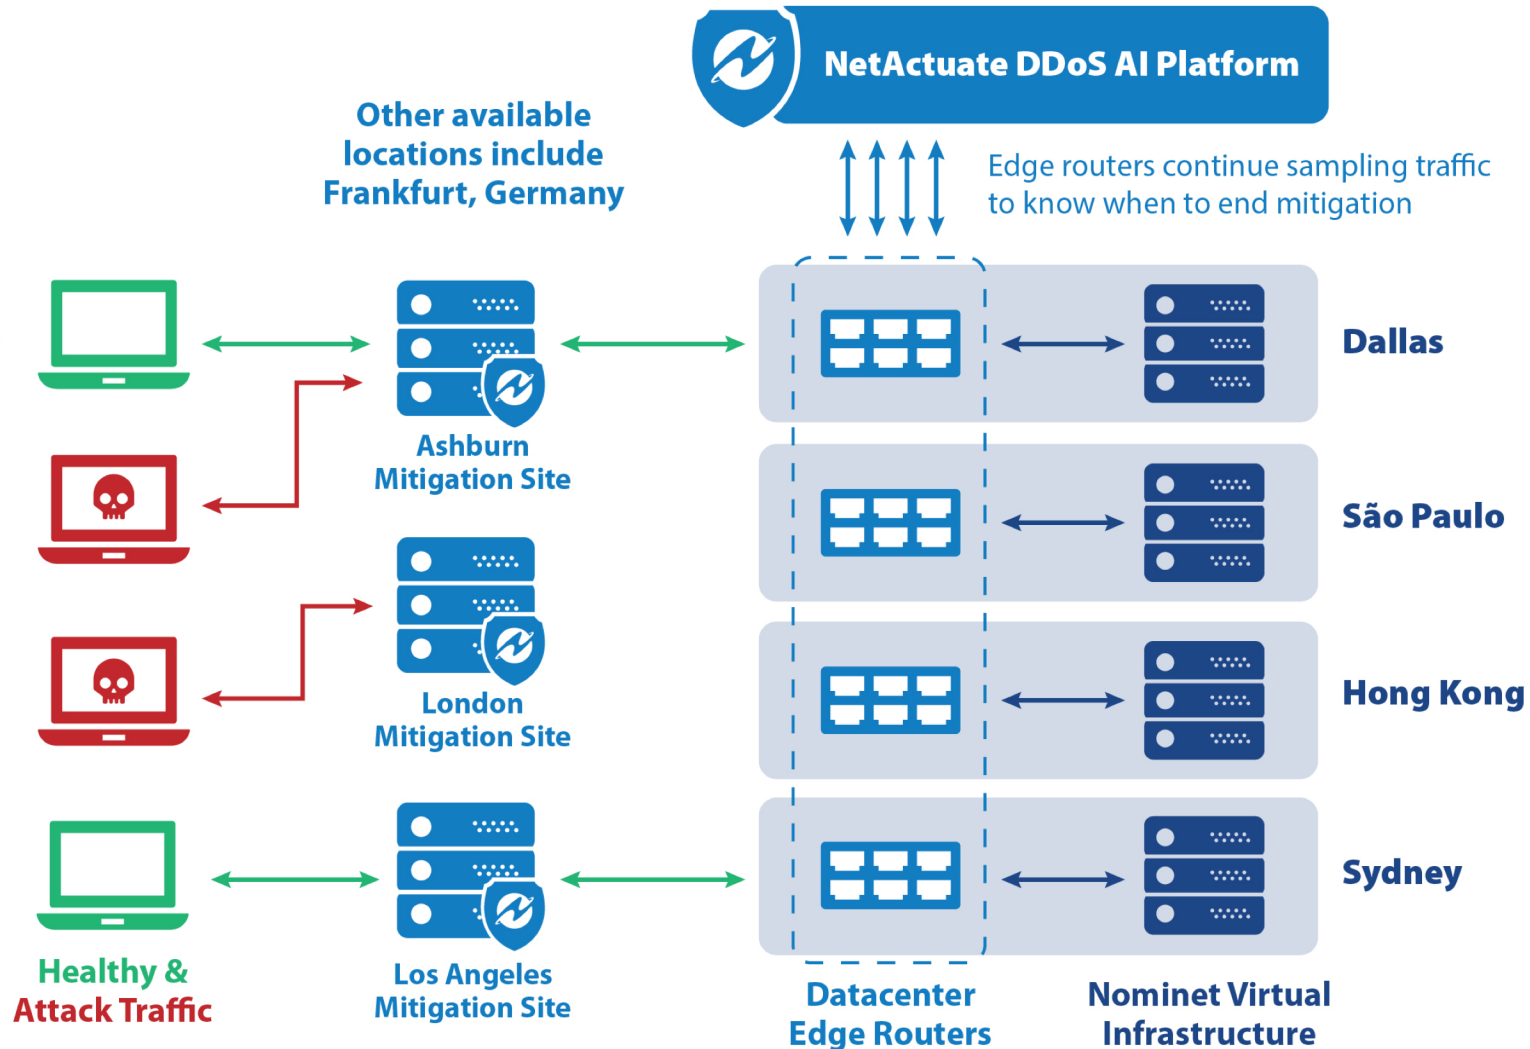 NetActuate DDoS AI Platform
Other available
locations include
Frankfurt, Germany
Edge routers continue sampling traffic
to know when to end mitigation
Ashburn
Mitigation Site
Dallas
São Paulo
London
Mitigation Site
Hong Kong
Sydney
Healthy &
Attack Traffic
Los Angeles
Mitigation Site
Datacenter
Edge Routers
Nominet Virtual
Infrastructure